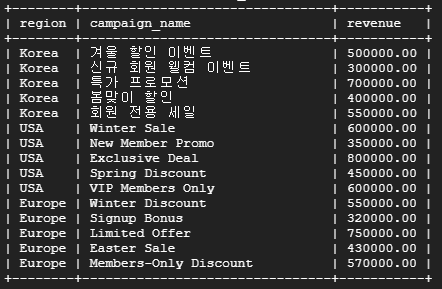 | region | campaign_name | revenue |
| Korea | 겨울 할인 이벤트 | 500000.00 |
| Korea | 신규 회원 웰컴 이벤트 | 300000.00 |
| Korea | 특가 프로모션 | 700000.00 |
| Korea | 봄맞이 할인 | 400000.00 |
| Korea | 회원 전용 세일 | 550000.00 |
| USA | Winter Sale | 600000.00 |
| USA | New Member Promo | 350000.00 |
| USA | Exclusive Deal | 800000.00 |
| USA | Spring Discount | 450000.00 |
| USA | VIP Members Only | 600000.00 |
| Europe | Winter Discount | 550000.00 |
| Europe | Signup Bonus | 320000.00 |
| Europe | Limited Offer | 750000.00 |
| Europe | Easter Sale | 430000.00 |
| Europe | Members-Only Discount | 570000.00 |